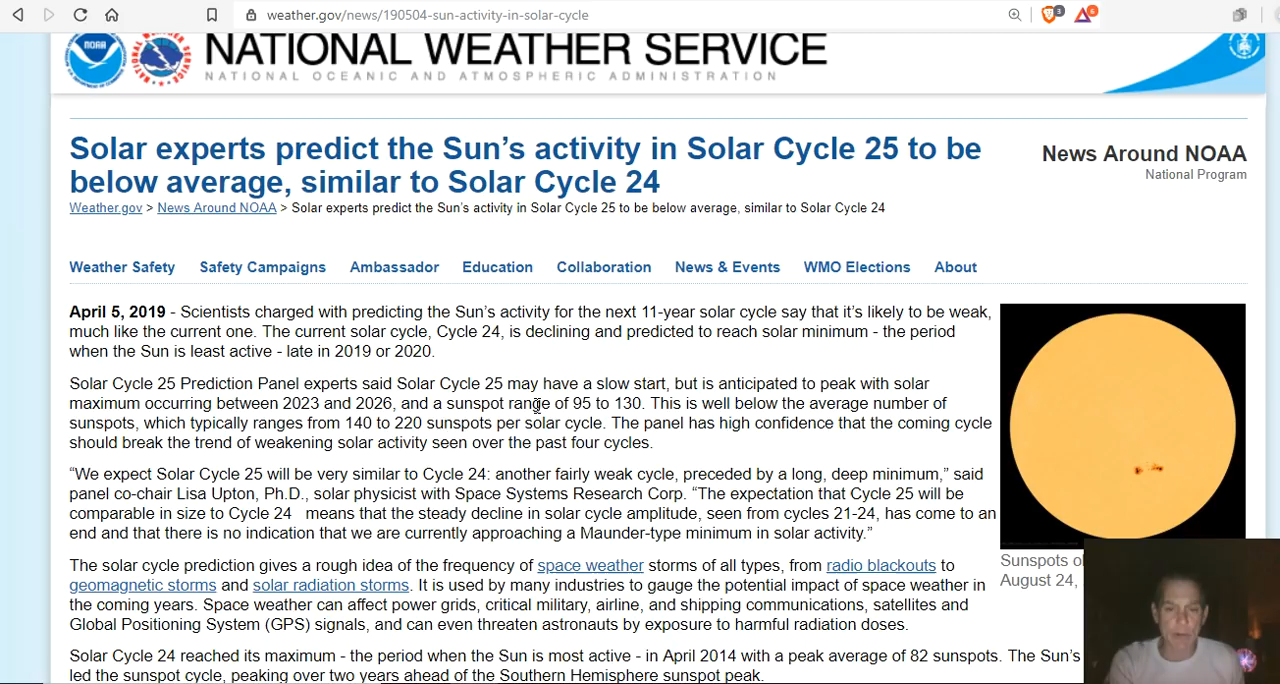 weather.gov/news/190504-sun-activity-in-solar-cycle
3
6
NOAA
NATIONAL WEATHER SERVICE
NATIONAL OCEANIC AND ATMOSPHERIC ADMINISTRATION
Solar experts predict the Sun’s activity in Solar Cycle 25 to be
below average, similar to Solar Cycle 24
News Around NOAA
National Program
Weather.gov > News Around NOAA > Solar experts predict the Sun’s activity in Solar Cycle 25 to be below average, similar to Solar Cycle 24
Weather Safety Safety Campaigns Ambassador Education Collaboration News & Events WMO Elections About
April 5, 2019 - Scientists charged with predicting the Sun’s activity for the next 11-year solar cycle say that it’s likely to be weak,
much like the current one. The current solar cycle, Cycle 24, is declining and predicted to reach solar minimum - the period
when the Sun is least active - late in 2019 or 2020.
Solar Cycle 25 Prediction Panel experts said Solar Cycle 25 may have a slow start, but is anticipated to peak with solar
maximum occurring between 2023 and 2026, and a sunspot range of 95 to 130. This is well below the average number of
sunspots, which typically ranges from 140 to 220 sunspots per solar cycle. The panel has high confidence that the coming cycle
should break the trend of weakening solar activity seen over the past four cycles.
“We expect Solar Cycle 25 will be very similar to Cycle 24: another fairly weak cycle, preceded by a long, deep minimum,” said
panel co-chair Lisa Upton, Ph.D., solar physicist with Space Systems Research Corp. “The expectation that Cycle 25 will be
comparable in size to Cycle 24 means that the steady decline in solar cycle amplitude, seen from cycles 21-24, has come to an
end and that there is no indication that we are currently approaching a Maunder-type minimum in solar activity.”
Sunspots
August 24,
The solar cycle prediction gives a rough idea of the frequency of space weather storms of all types, from radio blackouts to
geomagnetic storms and solar radiation storms. It is used by many industries to gauge the potential impact of space weather in
the coming years. Space weather can affect power grids, critical military, airline, and shipping communications, satellites and
Global Positioning System (GPS) signals, and can even threaten astronauts by exposure to harmful radiation doses.
Solar Cycle 24 reached its maximum - the period when the Sun is most active - in April 2014 with a peak average of 82 sunspots. The Sun’s
led the sunspot cycle, peaking over two years ahead of the Southern Hemisphere sunspot peak.